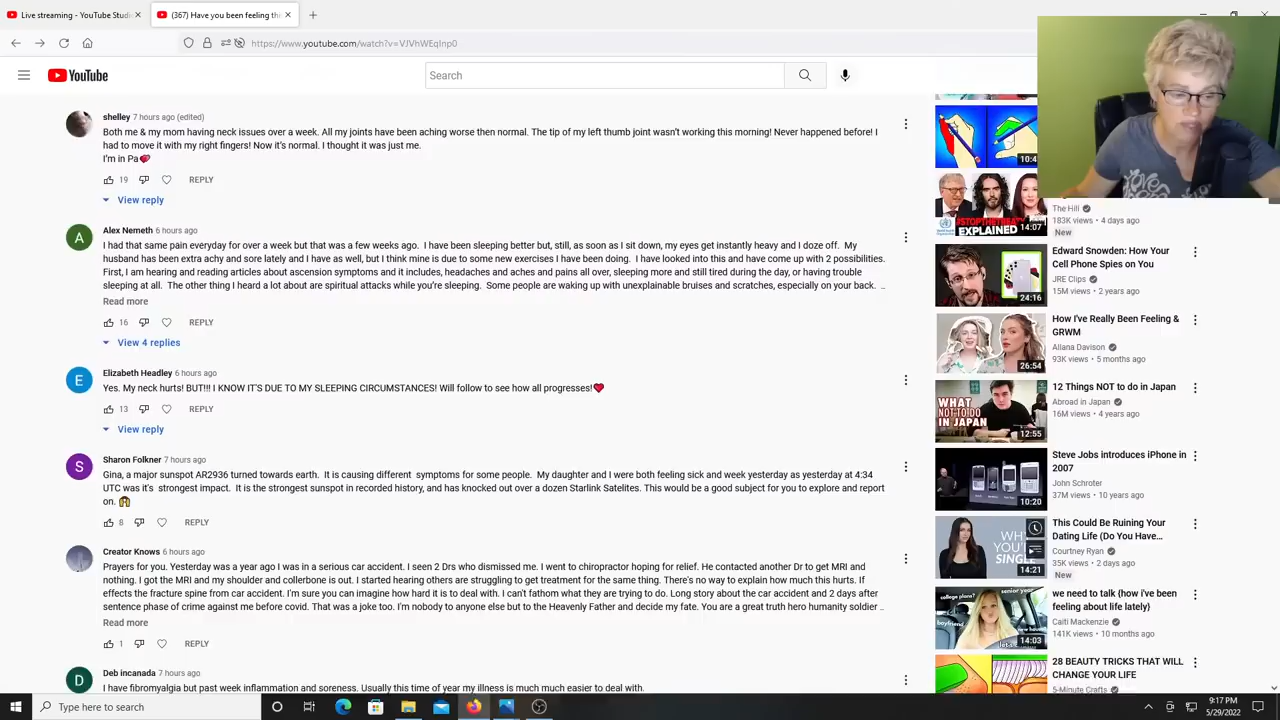 Live streaming - YouTube Stud
(367) Have you been feeling th
https://www.youtube.com/watch?v=VJVhWEqInp0
YouTube
Search
shelley 7 hours ago (edited)
Both me & my mom having neck issues over a week. All my joints have been aching worse then normal. The tip of my left thumb joint wasn't working this morning! Never happened before! I
had to move it with my right fingers! Now it's normal. I thought it was just me.
I'm in Pa
19 REPLY
View reply
A
Alex Nemeth 6 hours ago
I had that same pain everyday for over a week but that was a few weeks ago. I have been sleeping better but, still, as soon as I sit down, my eyes get instantly heavy and I doze off. My
husband has been extra achy and sore lately and I have as well, but I think mine is due to some new exercises I have been doing. I have looked into this and have come up with 2 possibilities.
First, I am hearing and reading articles about ascension symptoms and it includes, headaches and aches and pains all over, sleeping more and still tired during the day, or having trouble
sleeping at all. The other thing I heard a lot about are spiritual attacks while you're sleeping. Some people are waking up with unexplainable bruises and scratches, especially on your back. ...
Read more
16 REPLY
View 4 replies
E
Elizabeth Headley 6 hours ago
Yes. My neck hurts! BUT!!! I KNOW IT'S DUE TO MY SLEEPING CIRCUMSTANCES! Will follow to see how all progresses!
13 REPLY
View reply
S
Sharon Folkner 7 hours ago
Gina, a major sunspot AR2936 turned towards earth. It is causing different symptoms for some people. My daughter and I were both feeling sick and week yesterday as yesterday at 4:34
UTC was it's strongest impact. It is the strongest sunspot in recorded history, and has knocked out over a dozen Starlink Satelites. This would be a good subject for you to explore and report
on.
8 REPLY
Creator Knows 6 hours ago
Prayers for you. Yesterday was a year ago I was in a serious car accident. I seen 2 Drs who dismissed me. I went to chiropractor hoping for relief. He contacted another Dr to get MRI and
nothing. I got the MRI and my shoulder and collerbone is out. I started hearing others are struggling to get treatment for the same thing. There's no way to explain how much this hurts. If
effects the fracture spine from car accident. I'm sure you can imagine how hard it is to deal with. I can't fathom what they are trying to do. Long story about the car accident and 2 days after
sentence phase of crime against me before covid. That was a joke too. I'm nobody to anyone else but to the Heavenly Father and decide my fate. You are a great truth hero humanity soldier ...
Read more
1 REPLY
D
Deb incanada 7 hours ago
I have fibromyalgia but past week inflammation and soreness. Usually this time of year my illness is much much easier to deal with.
10:4
#STOPTHETREATY
EXPLAINED
14:07
The Hill
183K views • 4 days ago
New
24:16
Edward Snowden: How Your
Cell Phone Spies on You
JRE Clips
15M views • 2 years ago
26:54
How I've Really Been Feeling &
GRWM
Allana Davison
93K views • 5 months ago
WHAT
NOT TO DO
IN JAPAN
12:55
12 Things NOT to do in Japan
Abroad in Japan
16M views • 4 years ago
10:20
Steve Jobs introduces iPhone in
2007
John Schroter
37M views • 10 years ago
SINGLE
14:21
This Could Be Ruining Your
Dating Life (Do You Have...
Courtney Ryan
35K views • 2 days ago
New
college plans?
senior year
boyfriend
14:03
we need to talk {how i've been
feeling about life lately}
Caiti Mackenzie
141K views • 10 months ago
28 BEAUTY TRICKS THAT WILL
CHANGE YOUR LIFE
5-Minute Crafts
Type here to search
9:17 PM
5/29/2022